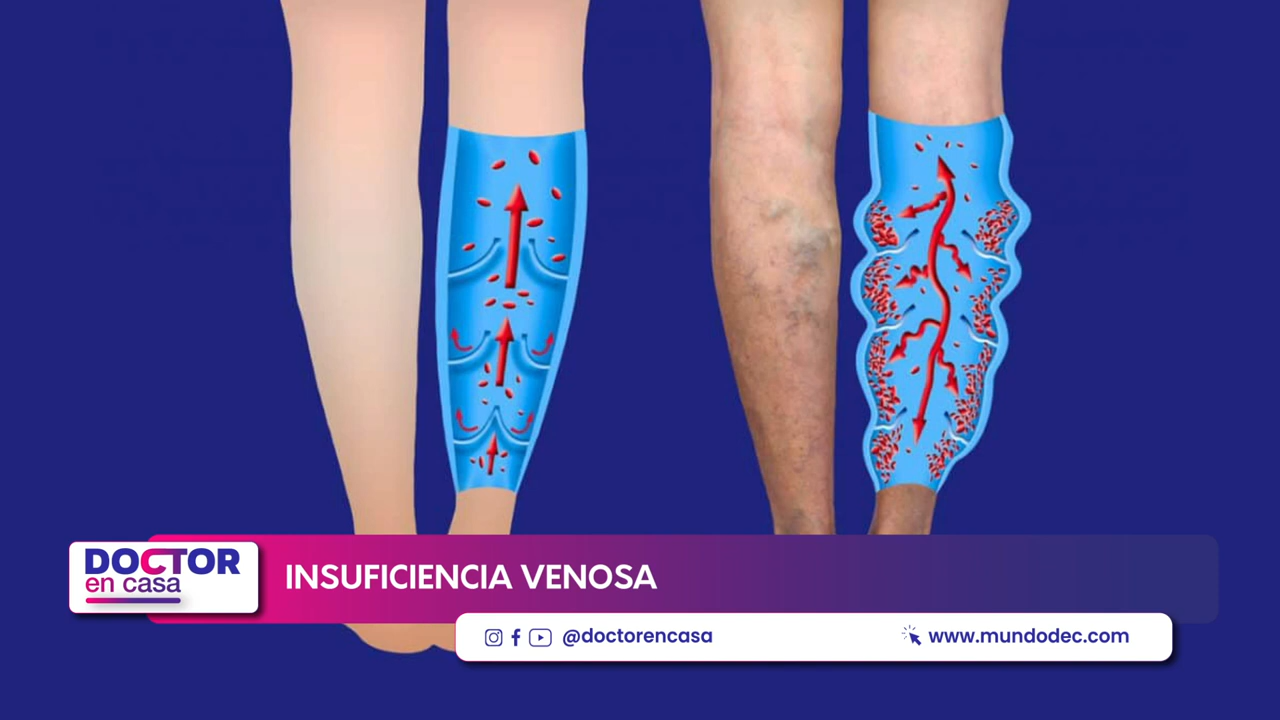 DOCTOR
en casa
INSUFICIENCIA VENOSA
@doctorencasa
www.mundodec.com